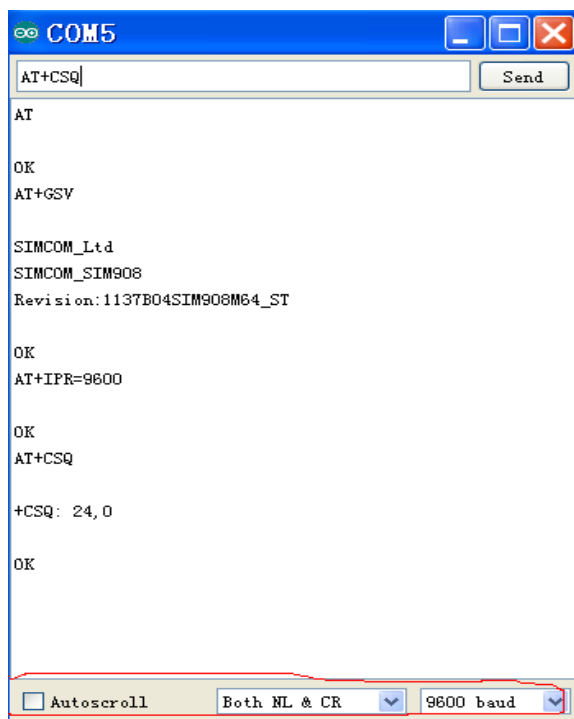 COM5
AT+CSQ
Send
AT
OK
AT+GSV
SIMCOM_Ltd
SIMCOM_SIM908
Revision:1137B04SIM908M64_ST
OK
AT+IPR=9600
OK
AT+CSQ
+CSQ: 24,0
OK
Autoscroll
Both NL & CR
9600 baud